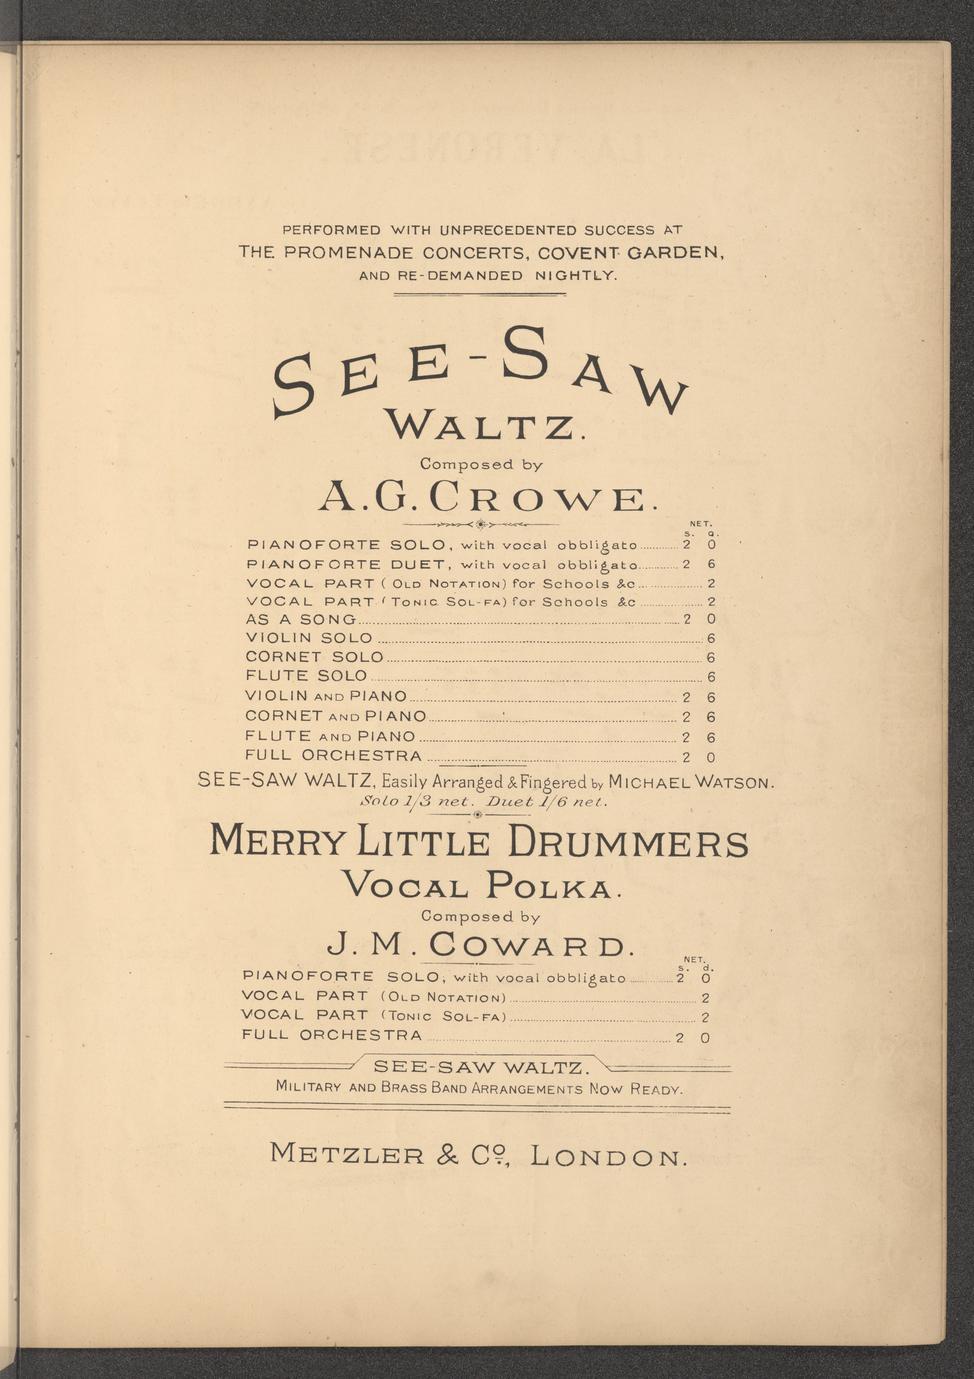 PERFORMED WITH UNPRECEDENTED SUCCESS AT
THE PROMENADE CONCERTS, COVENT GARDEN,
AND RE-DEMANDED NIGHTLY.
SEE-SAW
WALTZ.
Composed by
A.G. CROWE.
NET.
s. d.
PIANOFORTE SOLO, with vocal obbligato ............ 2 0
PIANOFORTE DUET, with vocal obbligato ............ 2 6
VOCAL PART (OLD NOTATION) for Schools &c ............ 2
VOCAL PART (TONIC SOL-FA) for Schools &c ............ 2
AS A SONG ............ 2 0
VIOLIN SOLO ............ 6
CORNET SOLO ............ 6
FLUTE SOLO ............ 6
VIOLIN AND PIANO ............ 2 6
CORNET AND PIANO ............ 2 6
FLUTE AND PIANO ............ 2 6
FULL ORCHESTRA ............ 2 0
SEE-SAW WALTZ, Easily Arranged & Fingered by MICHAEL WATSON.
Solo 1/3 net. Duet 1/6 net.
MERRY LITTLE DRUMMERS
VOCAL POLKA.
Composed by
J. M. COWARD.
NET.
s. d.
PIANOFORTE SOLO, with vocal obbligato ............ 2 0
VOCAL PART (OLD NOTATION) ............ 2
VOCAL PART (TONIC SOL-FA) ............ 2
FULL ORCHESTRA ............ 2 0
SEE-SAW WALTZ.
MILITARY AND BRASS BAND ARRANGEMENTS NOW READY.
METZLER & Cº, LONDON.